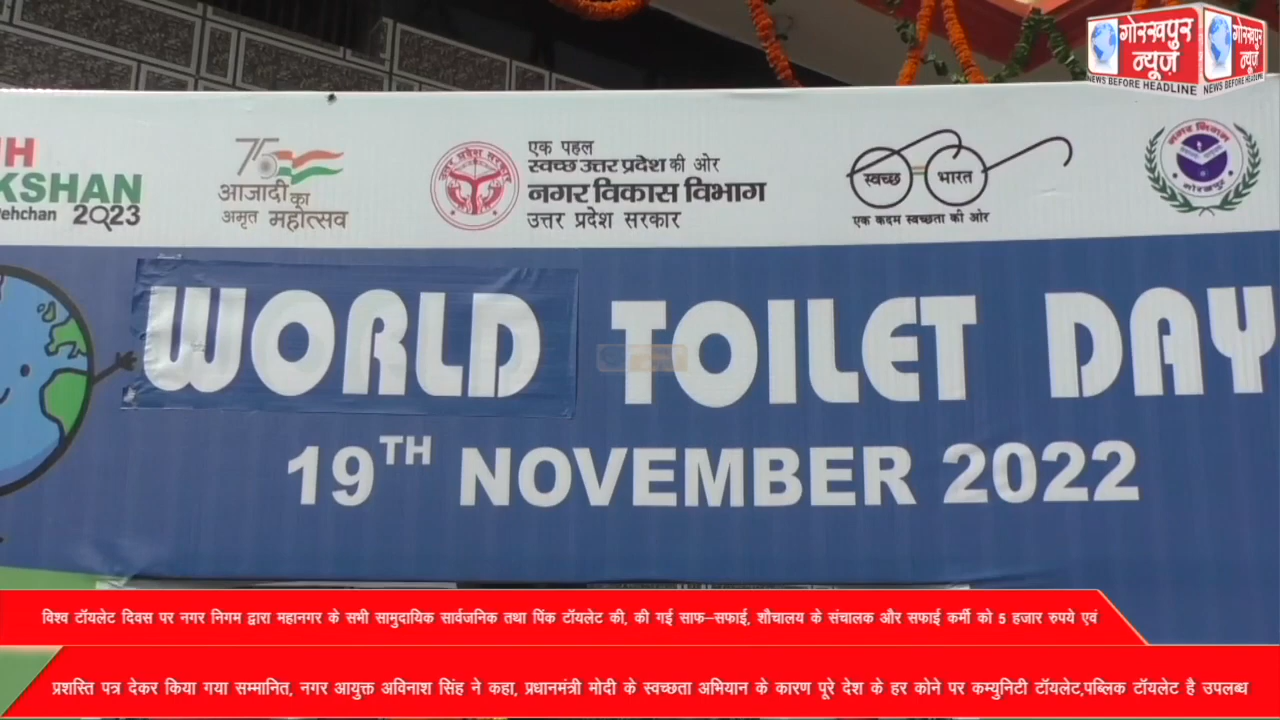 गोरखपुर
न्यूज़
NEWS BEFORE HEADLINE
गोरखपुर
न्यूज़
NEWS BEFORE HEADLINE
IH
KSHAN
Pehchan 2023
75
आज़ादी का
अमृत महोत्सव
एक पहल
स्वच्छ उत्तर प्रदेश की ओर
नगर विकास विभाग
उत्तर प्रदेश सरकार
स्वच्छ भारत
एक कदम स्वच्छता की ओर
नगर निगम
गोरखपुर
WORLD TOILET DAY
19TH NOVEMBER 2022
विश्व टॉयलेट दिवस पर नगर निगम द्वारा महानगर के सभी सामुदायिक सार्वजनिक तथा पिंक टॉयलेट की, की गई साफ–सफाई, शौचालय के संचालक और सफाई कर्मी को 5 हजार रुपये एवं
प्रशस्ति पत्र देकर किया गया सम्मानित, नगर आयुक्त अविनाश सिंह ने कहा, प्रधानमंत्री मोदी के स्वच्छता अभियान के कारण पूरे देश के हर कोने पर कम्युनिटी टॉयलेट,पब्लिक टॉयलेट है उपलब्ध